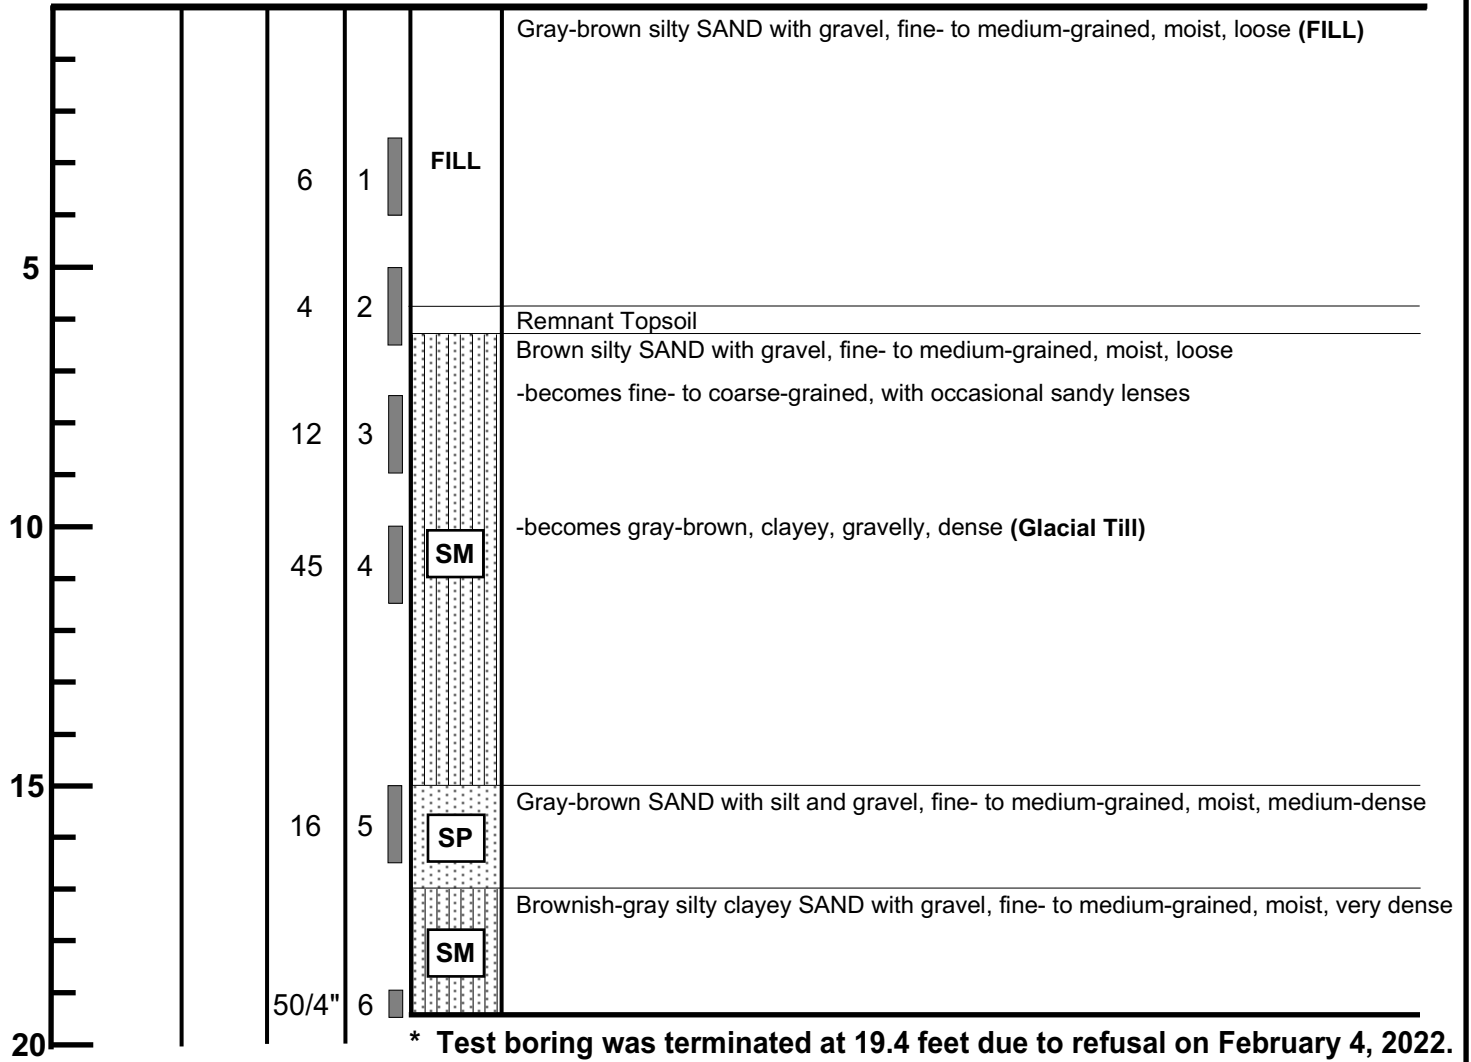 Gray-brown silty SAND with gravel, fine- to medium-grained, moist, loose (FILL)
FILL
6 1
5
4 2
Remnant Topsoil
Brown silty SAND with gravel, fine- to medium-grained, moist, loose
-becomes fine- to coarse-grained, with occasional sandy lenses
12 3
10
-becomes gray-brown, clayey, gravelly, dense (Glacial Till)
SM
45 4
15
Gray-brown SAND with silt and gravel, fine- to medium-grained, moist, medium-dense
16 5
SP
Brownish-gray silty clayey SAND with gravel, fine- to medium-grained, moist, very dense
SM
50/4" 6
20
* Test boring was terminated at 19.4 feet due to refusal on February 4, 2022.